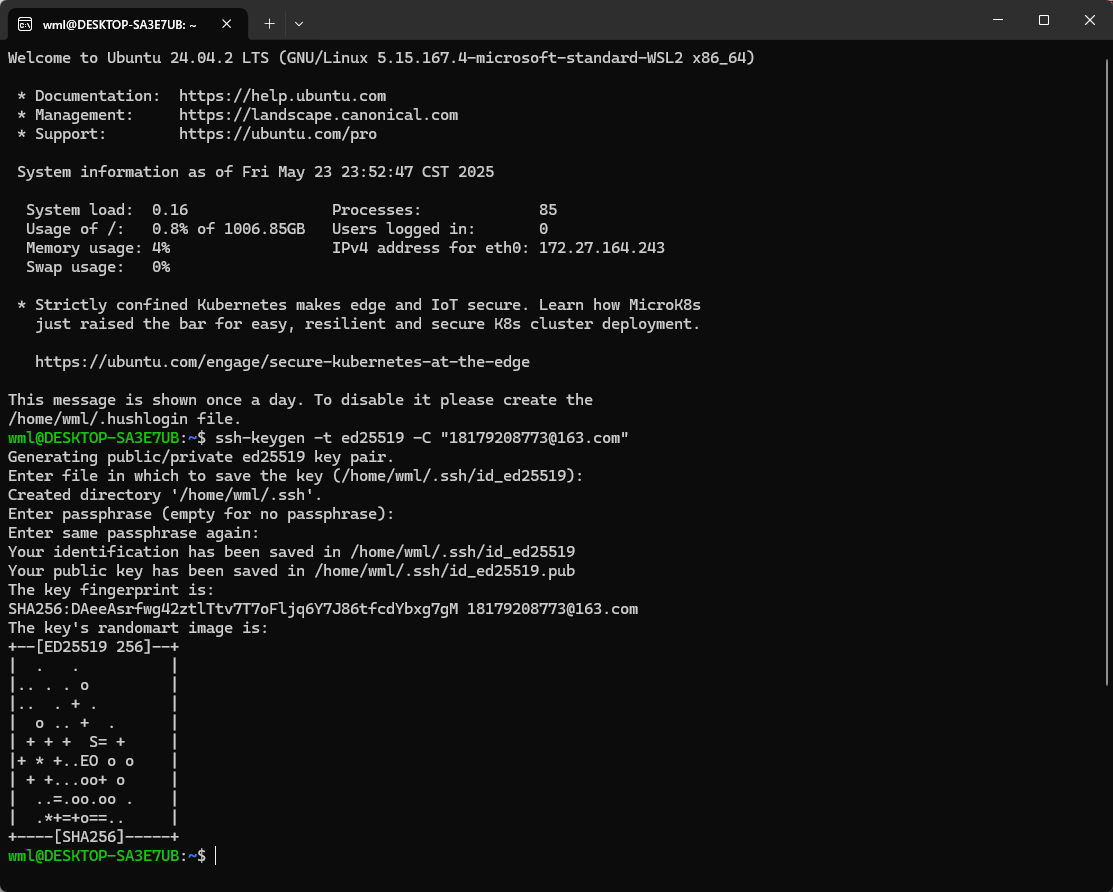 wml@DESKTOP-SA3E7UB: ~
Welcome to Ubuntu 24.04.2 LTS (GNU/Linux 5.15.167.4-microsoft-standard-WSL2 x86_64)

 * Documentation:  https://help.ubuntu.com
 * Management:     https://landscape.canonical.com
 * Support:        https://ubuntu.com/pro

 System information as of Fri May 23 23:52:47 CST 2025

  System load:  0.16                Processes:             85
  Usage of /:   0.8% of 1006.85GB   Users logged in:       0
  Memory usage: 4%                  IPv4 address for eth0: 172.27.164.243
  Swap usage:   0%

 * Strictly confined Kubernetes makes edge and IoT secure. Learn how MicroK8s
   just raised the bar for easy, resilient and secure K8s cluster deployment.

   https://ubuntu.com/engage/secure-kubernetes-at-the-edge

This message is shown once a day. To disable it please create the
/home/wml/.hushlogin file.
wml@DESKTOP-SA3E7UB:~$ ssh-keygen -t ed25519 -C "18179208773@163.com"
Generating public/private ed25519 key pair.
Enter file in which to save the key (/home/wml/.ssh/id_ed25519):
Created directory '/home/wml/.ssh'.
Enter passphrase (empty for no passphrase):
Enter same passphrase again:
Your identification has been saved in /home/wml/.ssh/id_ed25519
Your public key has been saved in /home/wml/.ssh/id_ed25519.pub
The key fingerprint is:
SHA256:DAeeAsrfwg42ztlTtv7T7oFljq6Y7J86tfcdYbxg7gM 18179208773@163.com
The key's randomart image is:
+--[ED25519 256]--+
|  .   .          |
|.. . . o         |
|..  . + .        |
|  o .. +  .      |
| + + +  S= +     |
|+ * +..EO o o    |
| + +...oo+ o     |
|  ..=.oo.oo .    |
|  .*+=+o==..     |
+----[SHA256]-----+
wml@DESKTOP-SA3E7UB:~$